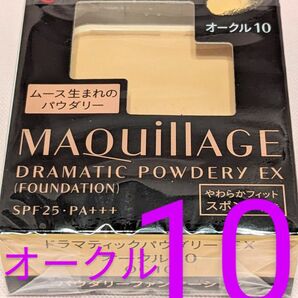 オークル 10
ムース生まれの
パウダリー
MAQuillAGE
DRAMATIC POWDERY EX
(FOUNDATION)
やわらかフィット
SPF25・PA+++
ドラマティックパウダリー EX
オークル10
パウダリーファンデーション